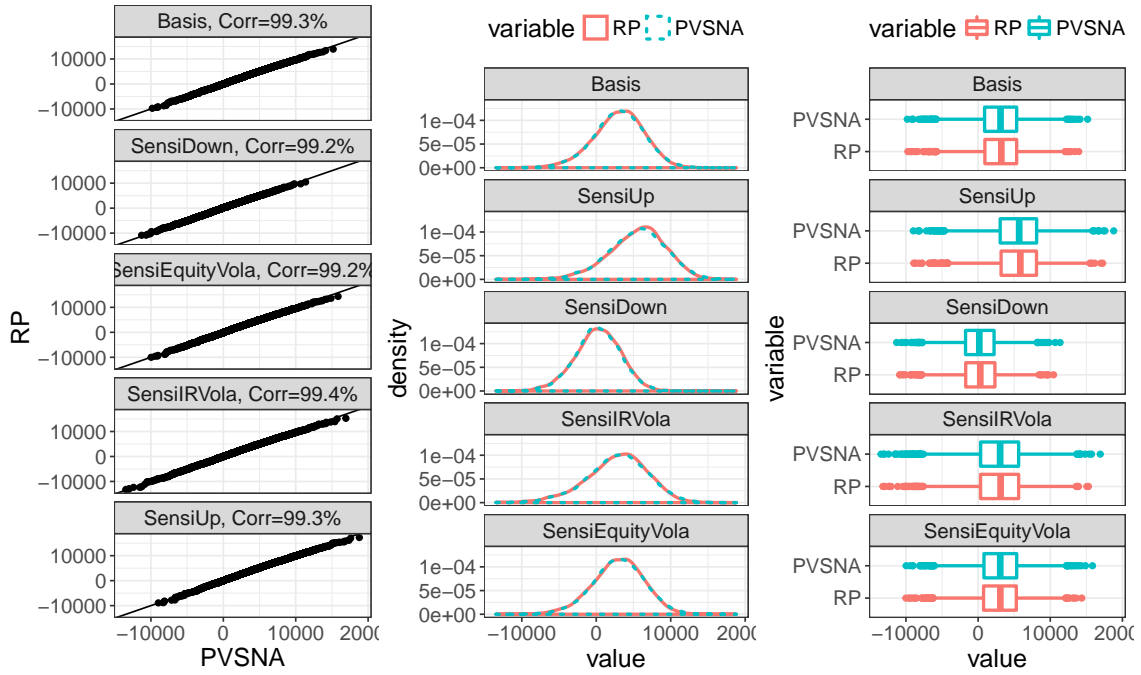 Basis, Corr=99.3%
10000
0
−10000
SensiDown, Corr=99.2%
10000
0
−10000
SensiEquityVola, Corr=99.2%
10000
0
−10000
SensiIRVola, Corr=99.4%
10000
0
−10000
SensiUp, Corr=99.3%
10000
0
−10000
−10000 0 10000 20000
PVSNA
RP
variable RP PVSNA
Basis
1e−04
5e−05
0e+00
SensiUp
1e−04
5e−05
0e+00
SensiDown
1e−04
5e−05
0e+00
SensiIRVola
1e−04
5e−05
0e+00
SensiEquityVola
1e−04
5e−05
0e+00
−10000 0 10000 2000
value
density
variable RP PVSNA
Basis
PVSNA
RP
SensiUp
PVSNA
RP
SensiDown
PVSNA
RP
SensiIRVola
PVSNA
RP
SensiEquityVola
PVSNA
RP
−10000 0 10000 2000
value
variable